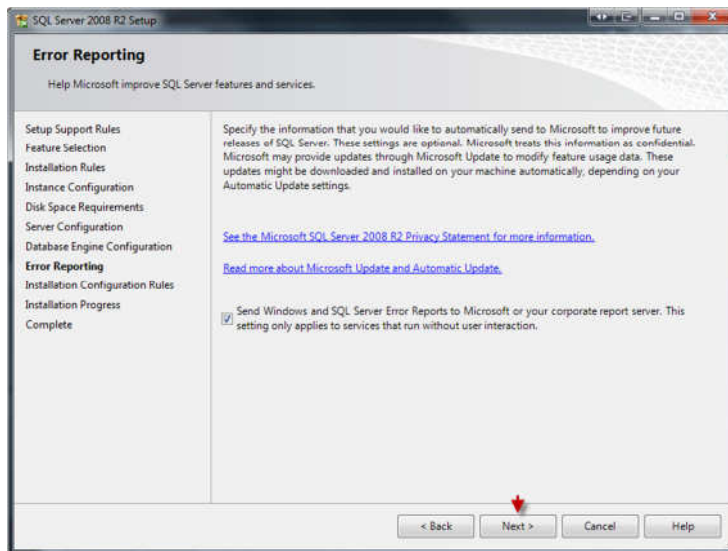 SQL Server 2008 R2 Setup
Error Reporting
Help Microsoft improve SQL Server features and services.
Setup Support Rules
Feature Selection
Installation Rules
Instance Configuration
Disk Space Requirements
Server Configuration
Database Engine Configuration
Error Reporting
Installation Configuration Rules
Installation Progress
Complete
Specify the information that you would like to automatically send to Microsoft to improve future
releases of SQL Server. These settings are optional. Microsoft treats this information as confidential.
Microsoft may provide updates through Microsoft Update to modify feature usage data. These
updates might be downloaded and installed on your machine automatically, depending on your
Automatic Update settings.
See the Microsoft SQL Server 2008 R2 Privacy Statement for more information.
Read more about Microsoft Update and Automatic Update.
Send Windows and SQL Server Error Reports to Microsoft or your corporate report server. This
setting only applies to services that run without user interaction.
< Back
Next >
Cancel
Help